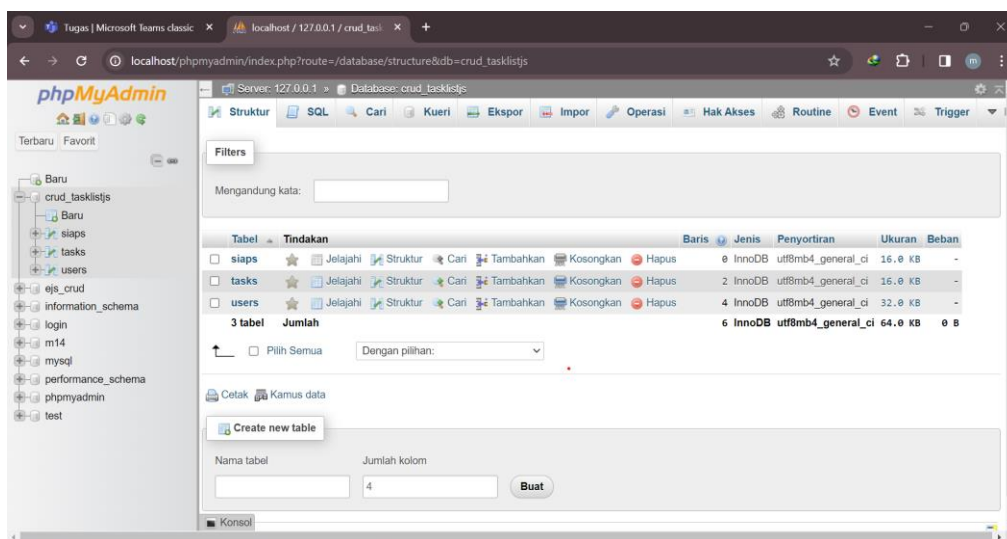 Tugas | Microsoft Teams classic
localhost / 127.0.0.1 / crud_task
localhost/phpmyadmin/index.php?route=/database/structure&db=crud_tasklistjs
m
phpMyAdmin
Terbaru Favorit
Baru
crud_tasklistjs
Baru
siaps
tasks
users
ejs_crud
information_schema
login
m14
mysql
performance_schema
phpmyadmin
test
Server: 127.0.0.1 » Database: crud_tasklistjs
Struktur SQL Cari Kueri Ekspor Impor Operasi Hak Akses Routine Event Trigger
Filters
Mengandung kata:
Tabel Tindakan Baris Jenis Penyortiran Ukuran Beban
siaps Jelajahi Struktur Cari Tambahkan Kosongkan Hapus 0 InnoDB utf8mb4_general_ci 16.0 KB -
tasks Jelajahi Struktur Cari Tambahkan Kosongkan Hapus 2 InnoDB utf8mb4_general_ci 16.0 KB -
users Jelajahi Struktur Cari Tambahkan Kosongkan Hapus 4 InnoDB utf8mb4_general_ci 32.0 KB -
3 tabel Jumlah 6 InnoDB utf8mb4_general_ci 64.0 KB 0 B
Pilih Semua Dengan pilihan:
Cetak Kamus data
Create new table
Nama tabel Jumlah kolom
4 Buat
Konsol